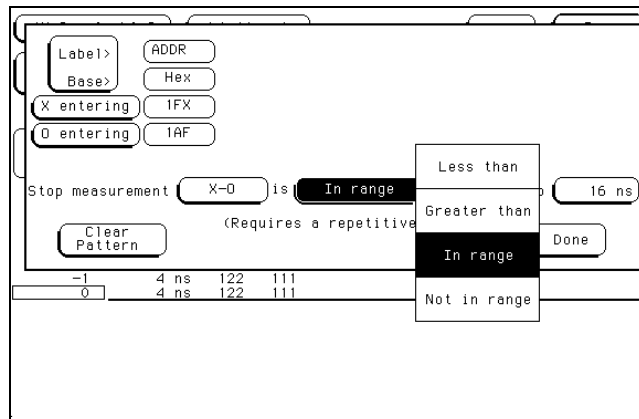 Label> ADDR
Base> Hex
X entering 1FX
O entering 1AF
Less than
Stop measurement X-O is In range 16 ns
Greater than
(Requires a repetitive
Clear
Pattern
Done
In range
-1 4 ns 122 111
0 4 ns 122 111
Not in range